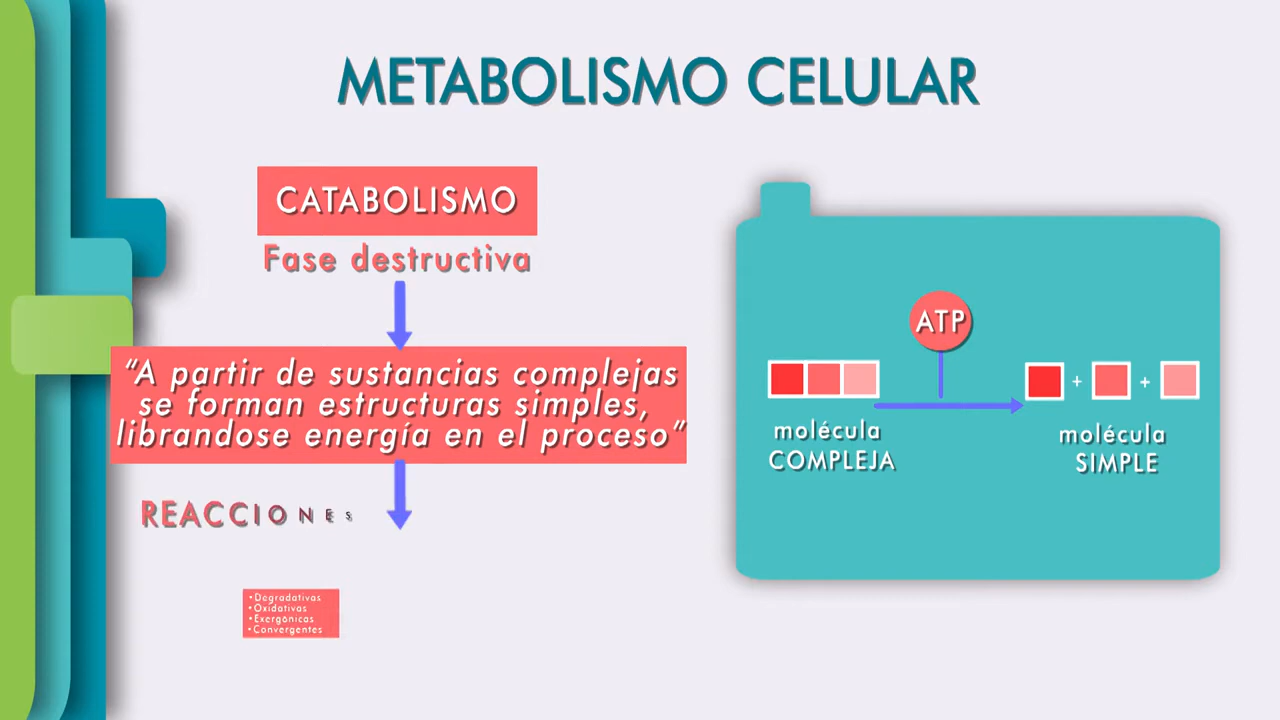 METABOLISMO CELULAR
CATABOLISMO
Fase destructiva
“A partir de sustancias complejas
se forman estructuras simples,
librandose energía en el proceso”
REACCIONES
•Degradativas
•Oxidativas
•Exergónicas
•Convergentes
ATP
+ +
molécula
COMPLEJA
molécula
SIMPLE